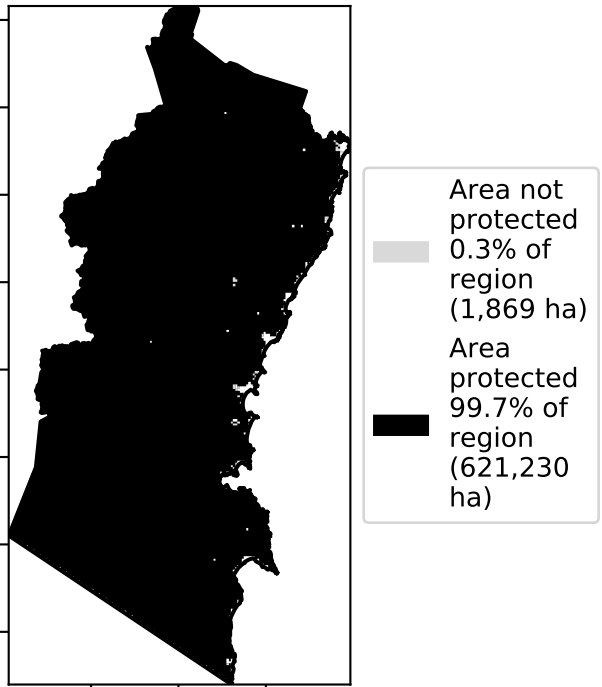 Area not
protected
0.3% of
region
(1,869 ha)
Area
protected
99.7% of
region
(621,230
ha)